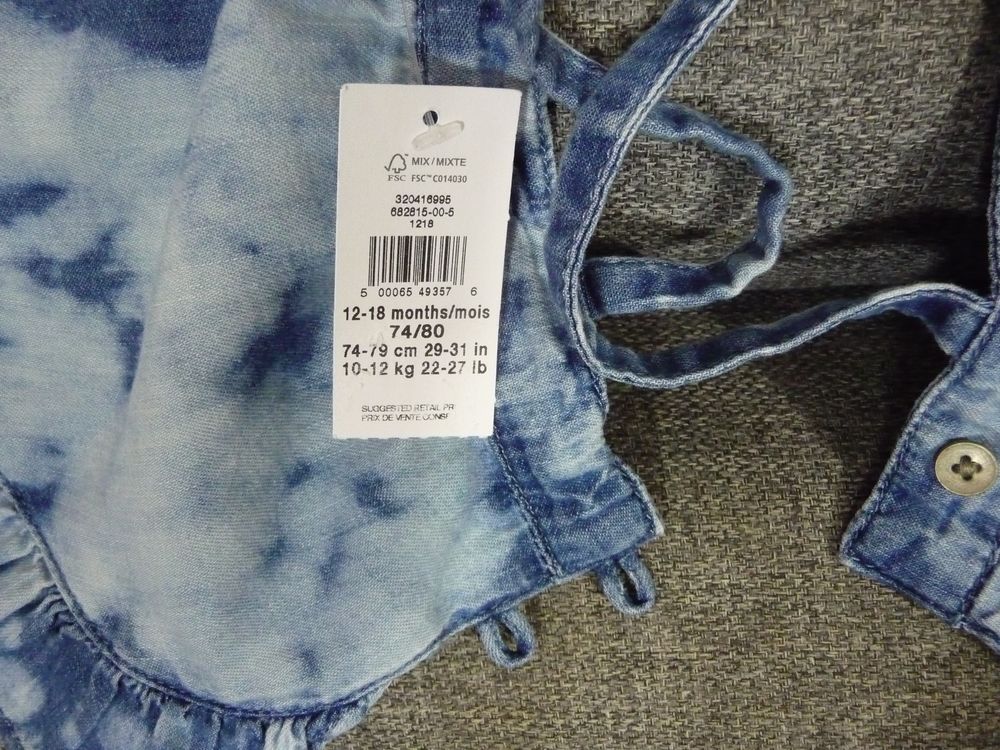 MIX / MIXTE
FSC FSC™ C014030
320416995
682815-00-5
1218
5 00065 49357 6
12-18 months/mois
74/80
74-79 cm 29-31 in
10-12 kg 22-27 lb
SUGGESTED RETAIL PR
PRIX DE VENTE CONSE